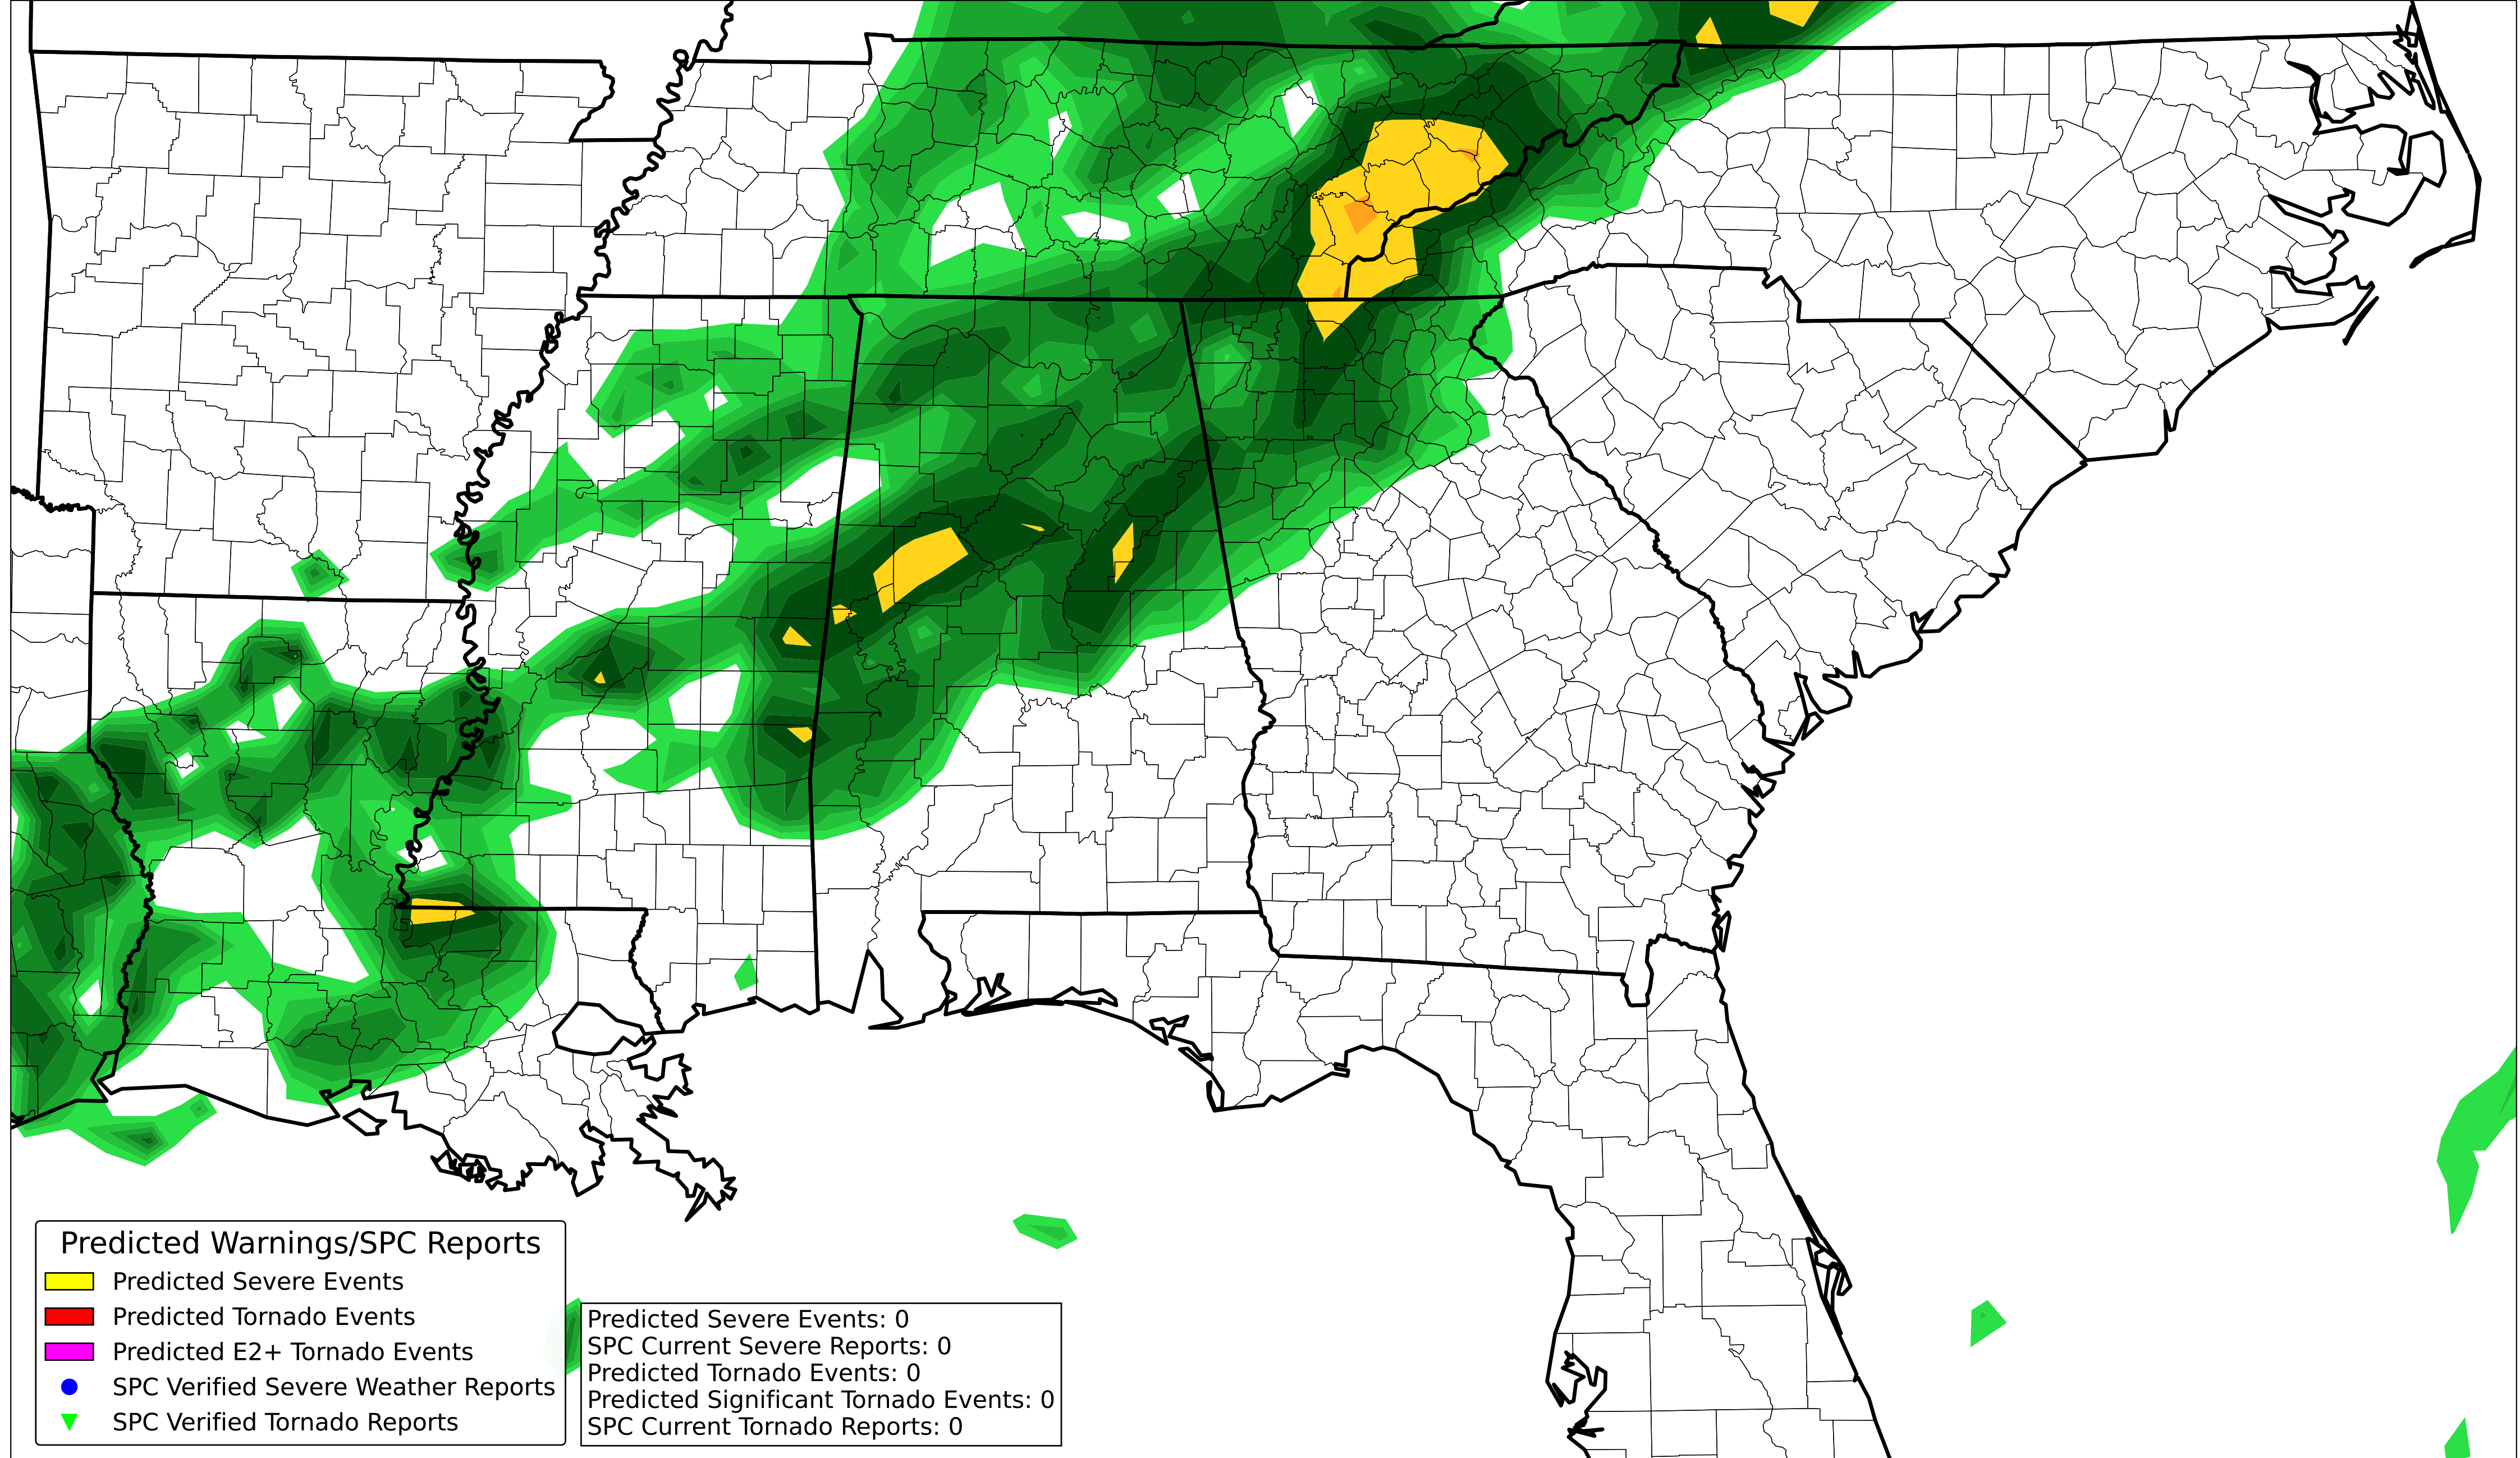 Predicted Warnings/SPC Reports
Predicted Severe Events
Predicted Tornado Events
Predicted E2+ Tornado Events
SPC Verified Severe Weather Reports
SPC Verified Tornado Reports
Predicted Severe Events: 0
SPC Current Severe Reports: 0
Predicted Tornado Events: 0
Predicted Significant Tornado Events: 0
SPC Current Tornado Reports: 0